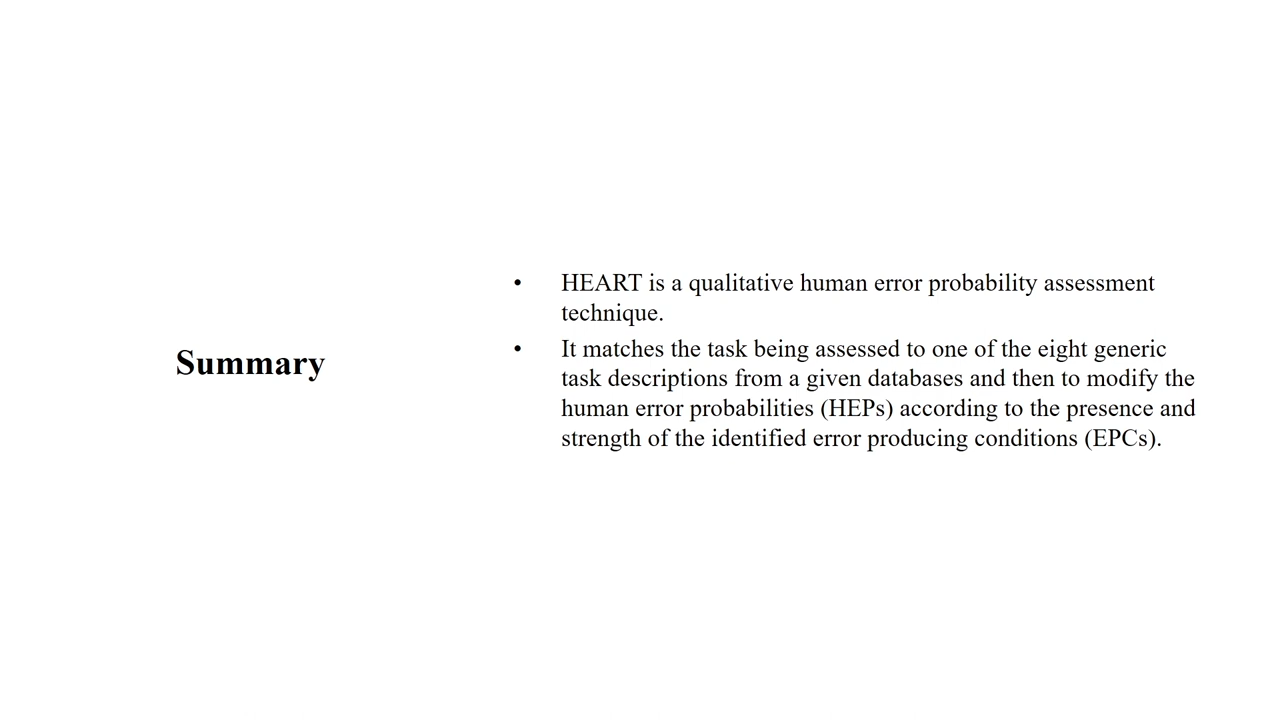 Summary
• HEART is a qualitative human error probability assessment
technique.
• It matches the task being assessed to one of the eight generic
task descriptions from a given databases and then to modify the
human error probabilities (HEPs) according to the presence and
strength of the identified error producing conditions (EPCs).